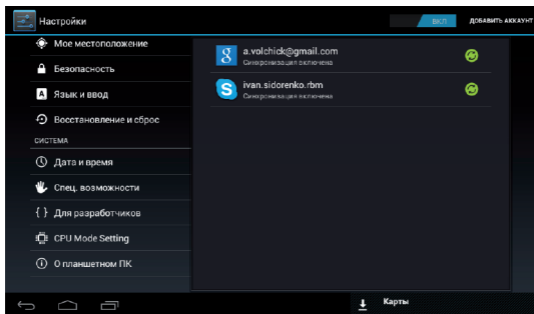 Настройки
ВКЛ
ДОБАВИТЬ АККАУНТ
Мое местоположение
Безопасность
Язык и ввод
Восстановление и сброс
СИСТЕМА
Дата и время
Спец. возможности
Для разработчиков
CPU Mode Setting
О планшетном ПК
a.volchick@gmail.com
Синхронизация включена
ivan.sidorenko.rbm
Синхронизация включена
Карты